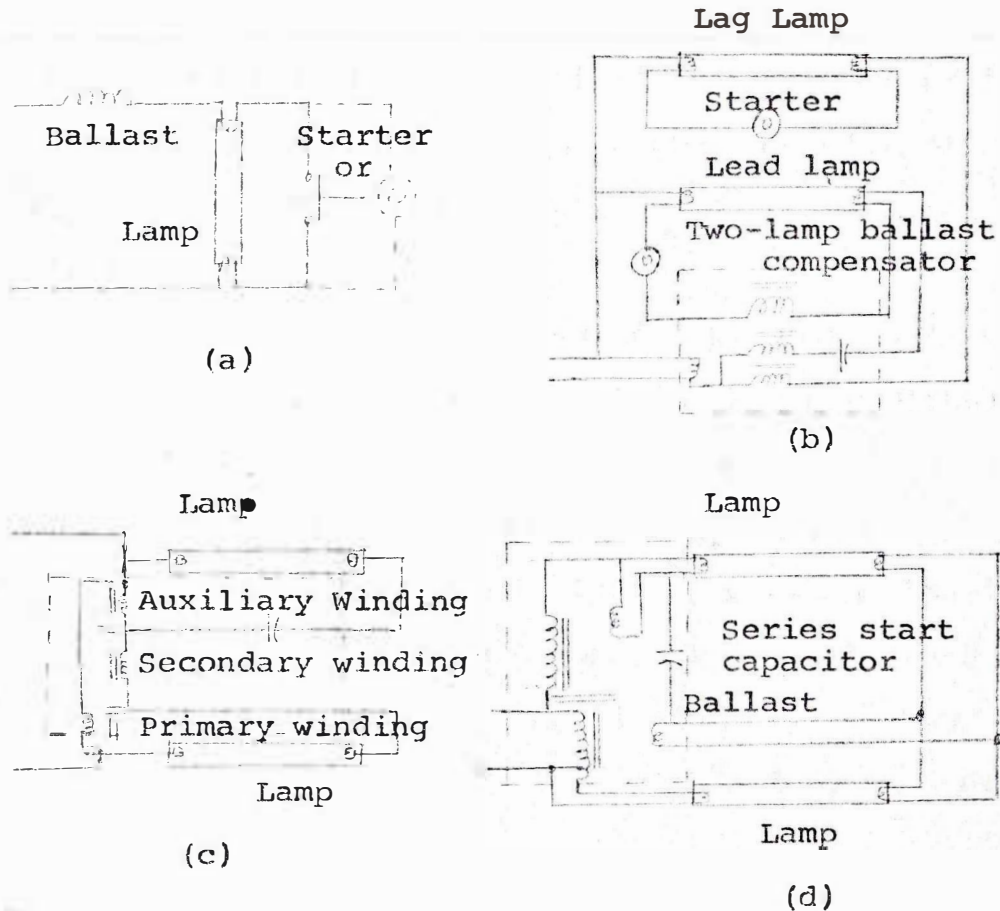 Lag Lamp
Ballast
Starter
or
Lamp
(a)
Starter
Lead lamp
Two-lamp ballast
compensator
(b)
Lamp
Auxiliary Winding
Secondary winding
Primary winding
Lamp
(c)
Lamp
Series start
capacitor
Ballast
Lamp
(d)